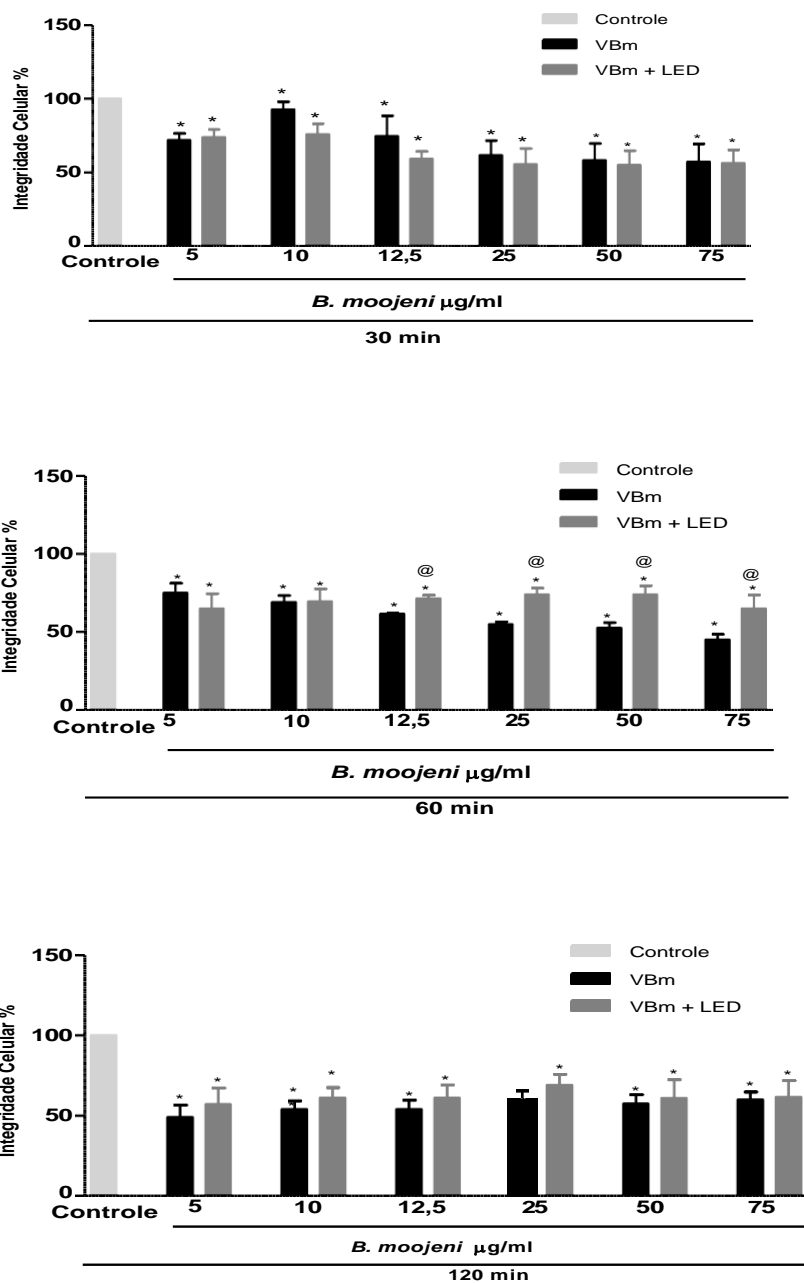 Controle
VBm
VBm + LED
Integridade Celular %
150
100
50
0
* * * * * * * * * * * *
Controle 5 10 12,5 25 50 75
B. moojeni µg/ml
30 min
Controle
VBm
VBm + LED
Integridade Celular %
150
100
50
0
@ @ @ @
* * * * * * * * * * * *
Controle 5 10 12,5 25 50 75
B. moojeni µg/ml
60 min
Controle
VBm
VBm + LED
Integridade Celular %
150
100
50
0
* * * * * * * * * * *
Controle 5 10 12,5 25 50 75
B. moojeni µg/ml
120 min